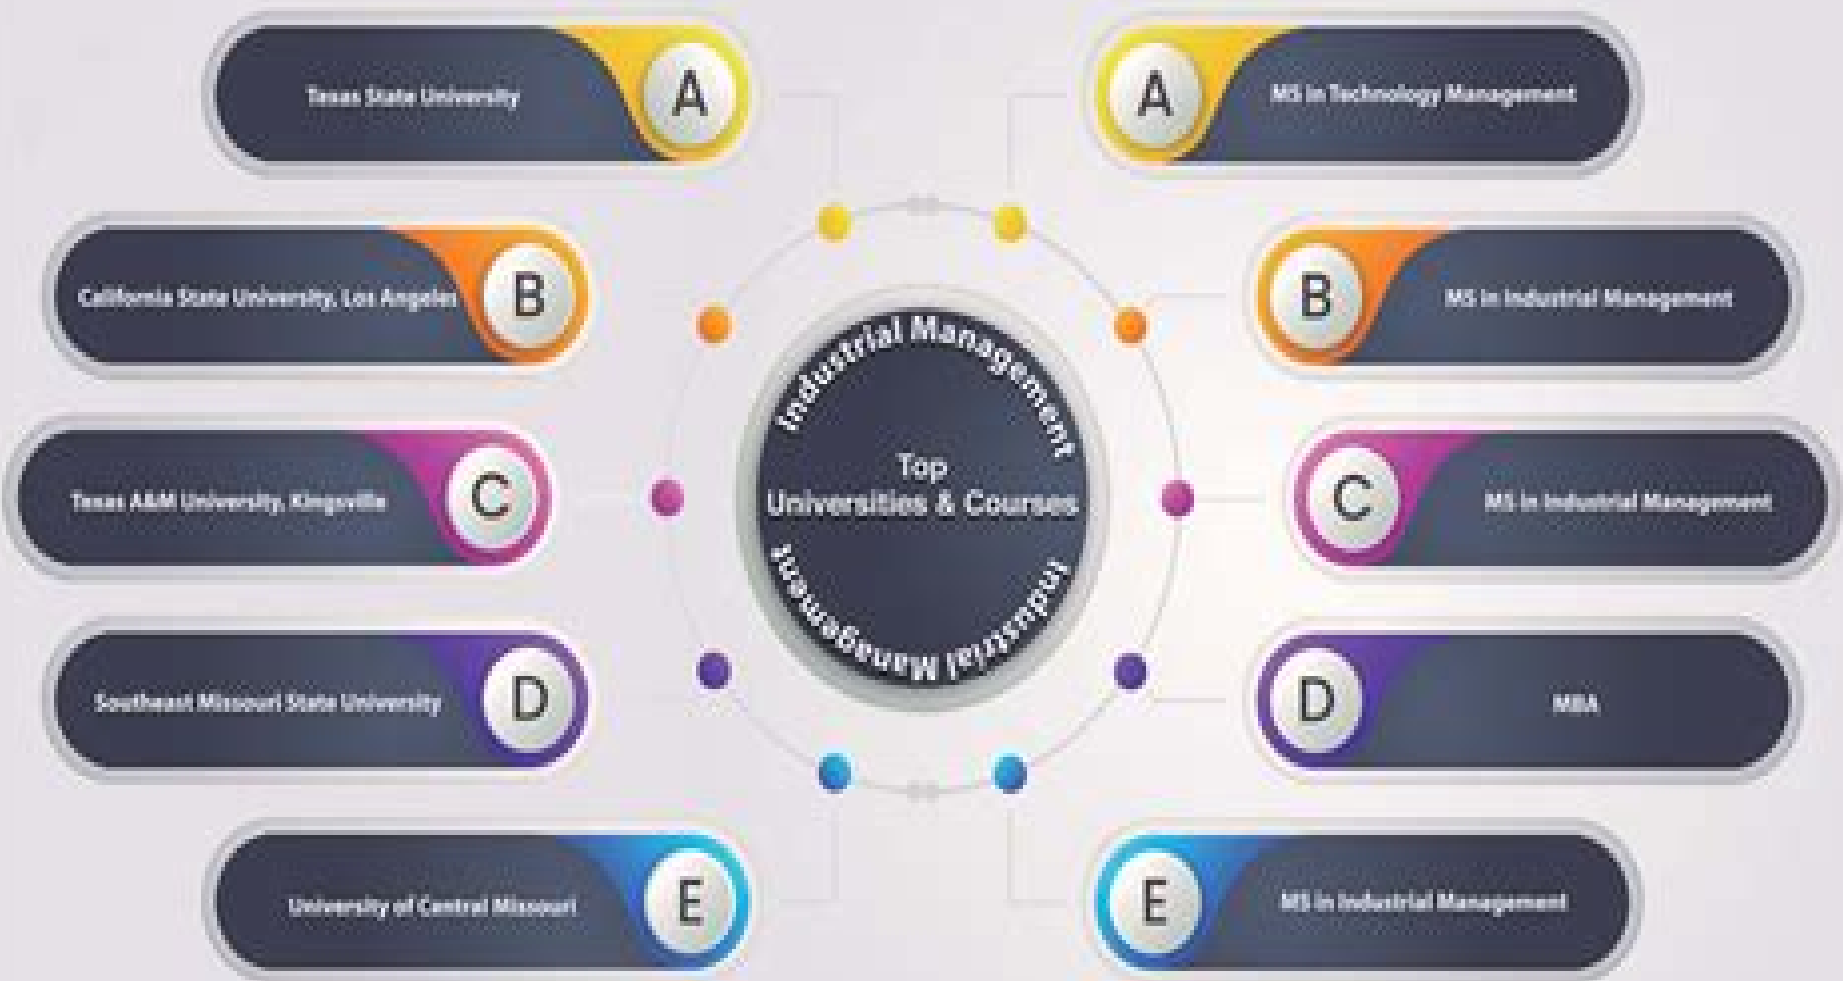 Texas State University
A
A
MS in Technology Management
California State University, Los Angeles
B
B
MS in Industrial Management
Industrial Management
Top
Universities & Courses
Industrial Management
Texas A&M University, Kingsville
C
C
MS in Industrial Management
Southeast Missouri State University
D
D
MBA
University of Central Missouri
E
E
MS in Industrial Management